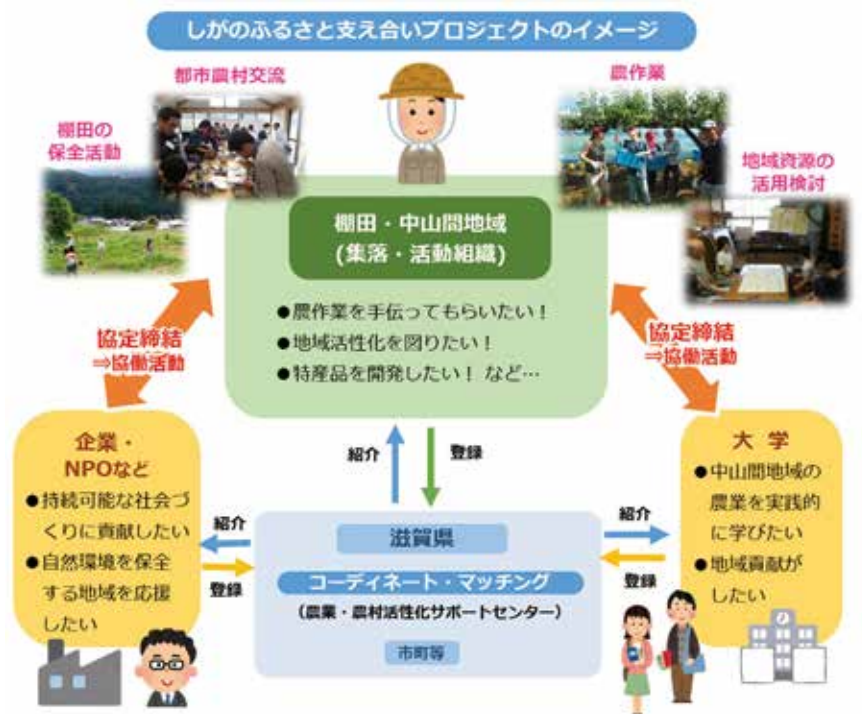 しがのふるさと支え合いプロジェクトのイメージ
都市農村交流
農作業
棚田の
保全活動
地域資源の
活用検討
棚田・中山間地域
(集落・活動組織)
●農作業を手伝ってもらいたい！
●地域活性化を図りたい！
●特産品を開発したい！ など…
協定締結
⇒協働活動
協定締結
⇒協働活動
企業・
NPOなど
●持続可能な社会づ
くりに貢献したい
●自然環境を保全
する地域を応援
したい
紹介
登録
紹介
登録
滋賀県
コーディネート・マッチング
（農業・農村活性化サポートセンター）
市町等
紹介
登録
大 学
●中山間地域の
農業を実践的
に学びたい
●地域貢献が
したい